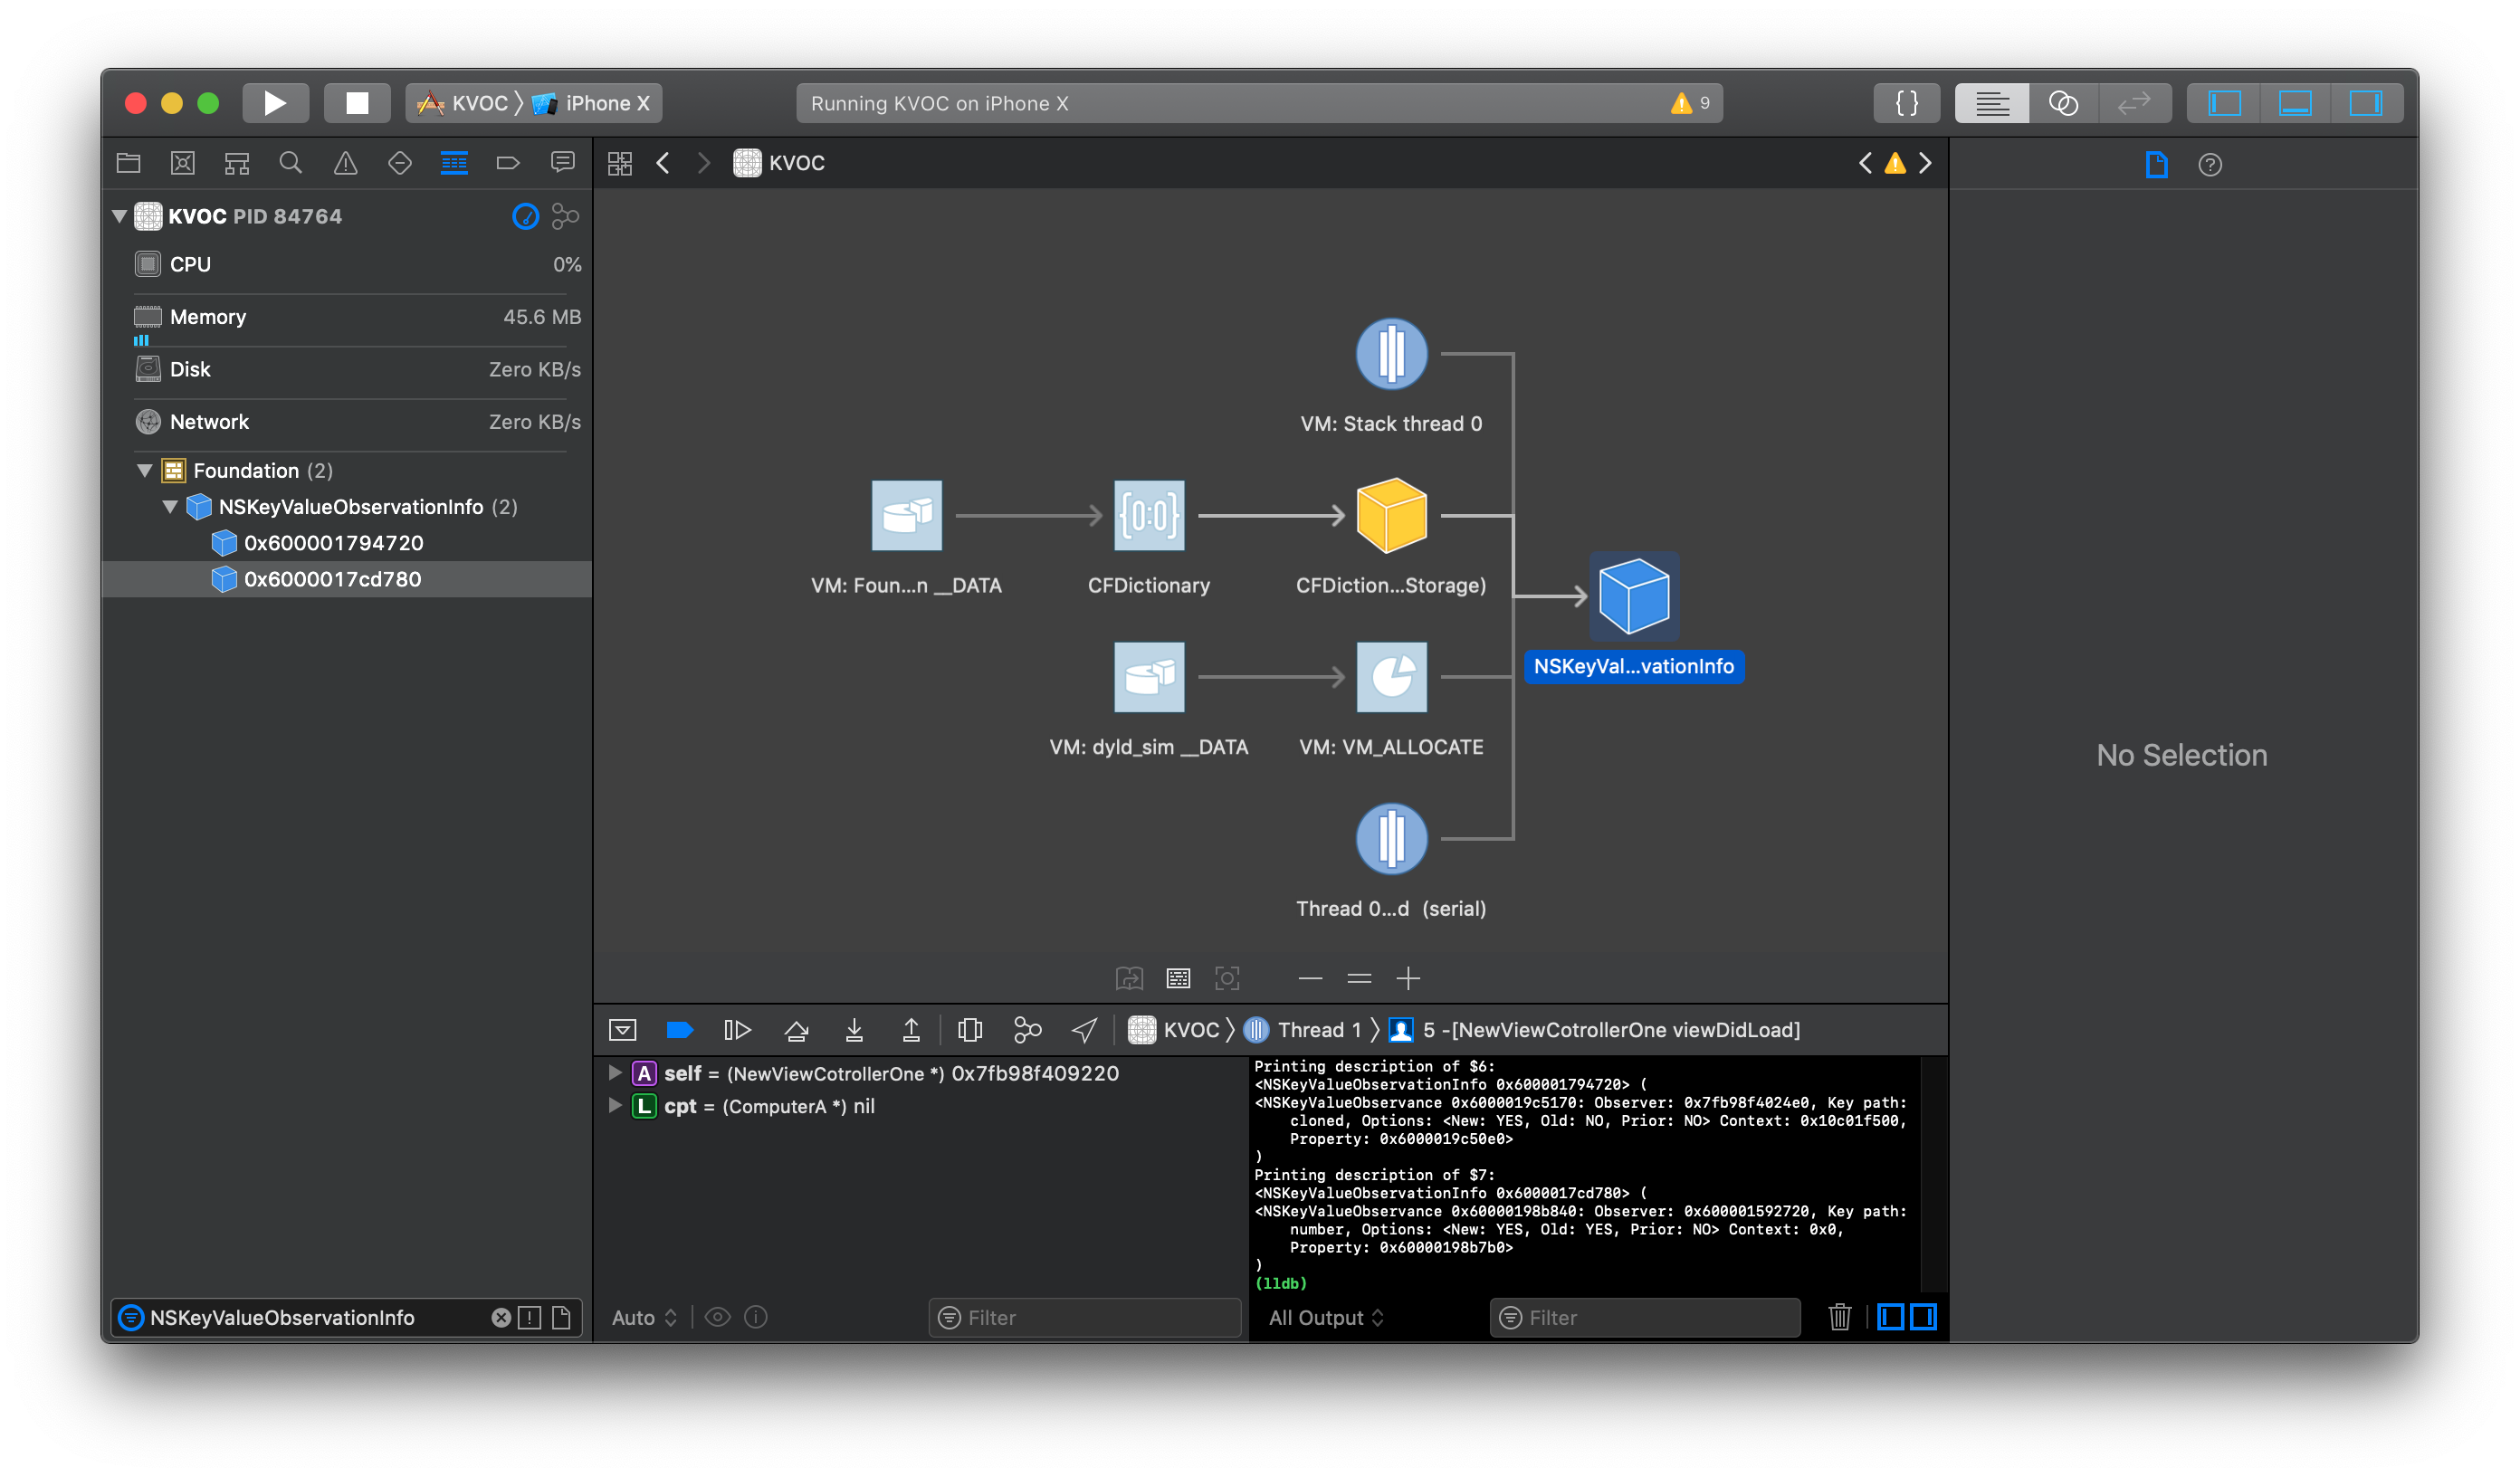 KVOC 〉 iPhone X
Running KVOC on iPhone X
9
{ }
KVOC
KVOC PID 84764
CPU 0%
Memory 45.6 MB
Disk Zero KB/s
Network Zero KB/s
Foundation (2)
NSKeyValueObservationInfo (2)
0x600001794720
0x6000017cd780
VM: Stack thread 0
VM: Foun...n __DATA
CFDictionary
CFDiction...Storage)
NSKeyVal...vationInfo
VM: dyld_sim __DATA
VM: VM_ALLOCATE
Thread 0...d (serial)
No Selection
KVOC 〉 Thread 1 〉 5 -[NewViewCotrollerOne viewDidLoad]
A self = (NewViewCotrollerOne *) 0x7fb98f409220
L cpt = (ComputerA *) nil
Printing description of $6:
<NSKeyValueObservationInfo 0x600001794720> (
<NSKeyValueObservance 0x6000019c5170: Observer: 0x7fb98f4024e0, Key path:
cloned, Options: <New: YES, Old: NO, Prior: NO> Context: 0x10c01f500,
Property: 0x6000019c50e0>
)
Printing description of $7:
<NSKeyValueObservationInfo 0x6000017cd780> (
<NSKeyValueObservance 0x60000198b840: Observer: 0x600001592720, Key path:
number, Options: <New: YES, Old: YES, Prior: NO> Context: 0x0,
Property: 0x60000198b7b0>
)
(lldb)
NSKeyValueObservationInfo
Auto
Filter
All Output
Filter